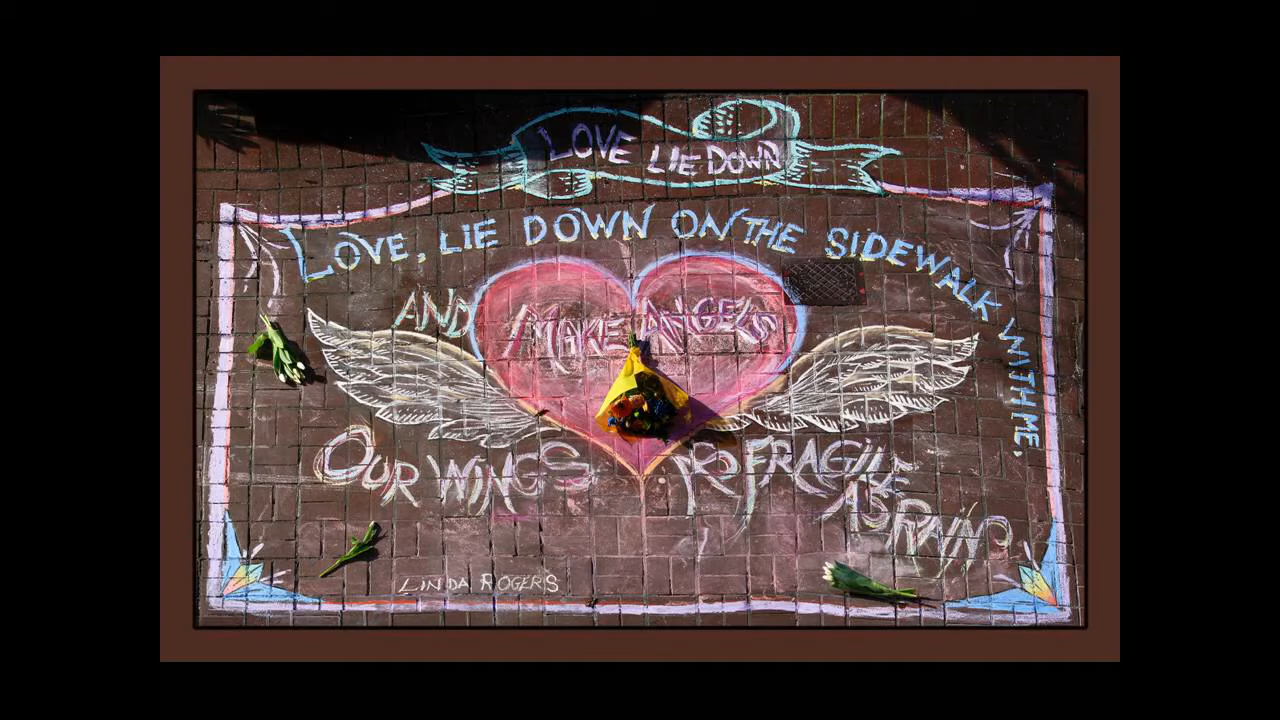 LOVE LIE DOWN
LOVE, LIE DOWN ON THE SIDEWALK WITH ME.
AND MAKE ANGELS
OUR WINGS FRAGILE
AS RAIN
LINDA ROGERS